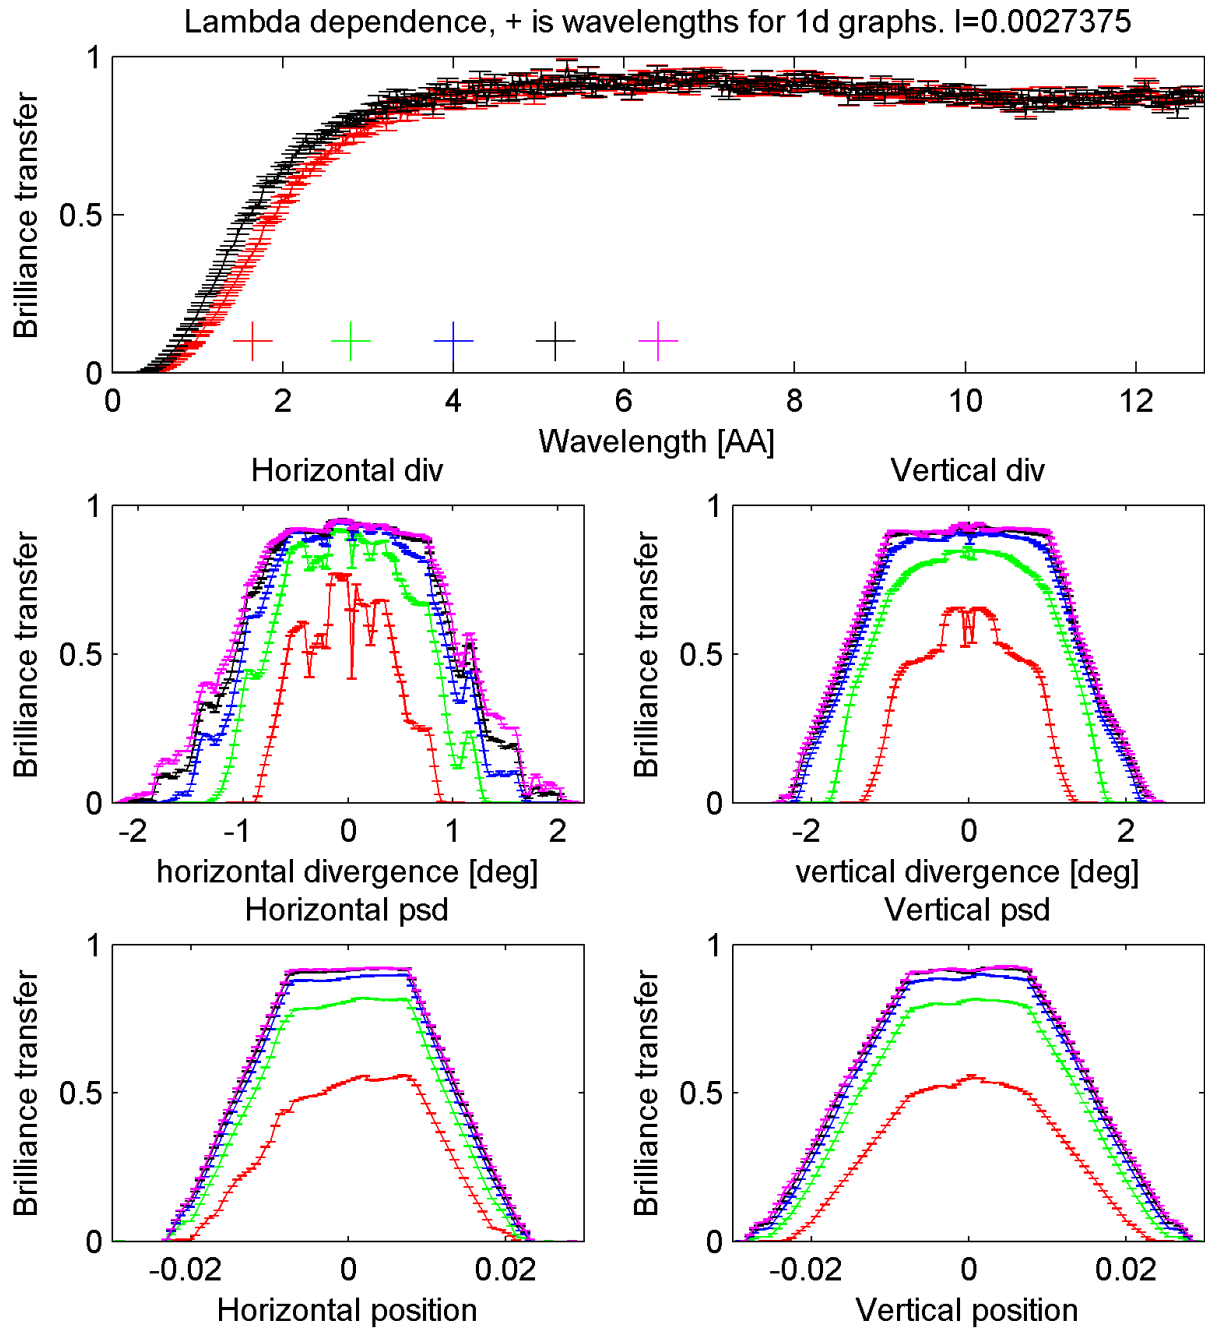 Lambda dependence, + is wavelengths for 1d graphs. I=0.0027375
Brilliance transfer
1
0.5
0
0 2 4 6 8 10 12
Wavelength [AA]
Horizontal div
Brilliance transfer
1
0.5
0
-2 -1 0 1 2
horizontal divergence [deg]
Vertical div
Brilliance transfer
1
0.5
0
-2 0 2
vertical divergence [deg]
Horizontal psd
Brilliance transfer
1
0.5
0
-0.02 0 0.02
Horizontal position
Vertical psd
Brilliance transfer
1
0.5
0
-0.02 0 0.02
Vertical position